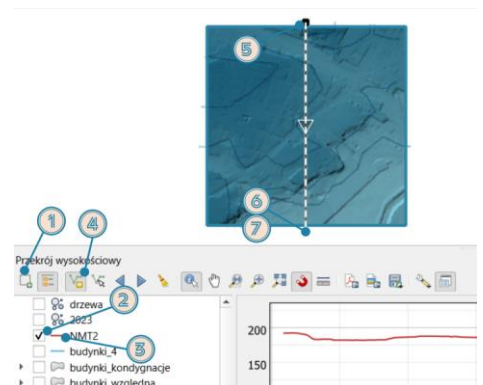 5
6
7
1
4
Przekrój wysokościowy
drzewa
2
2023
NMT2
3
budynki_4
budynki_kondygnacje
budynki_wzgledna
200
150